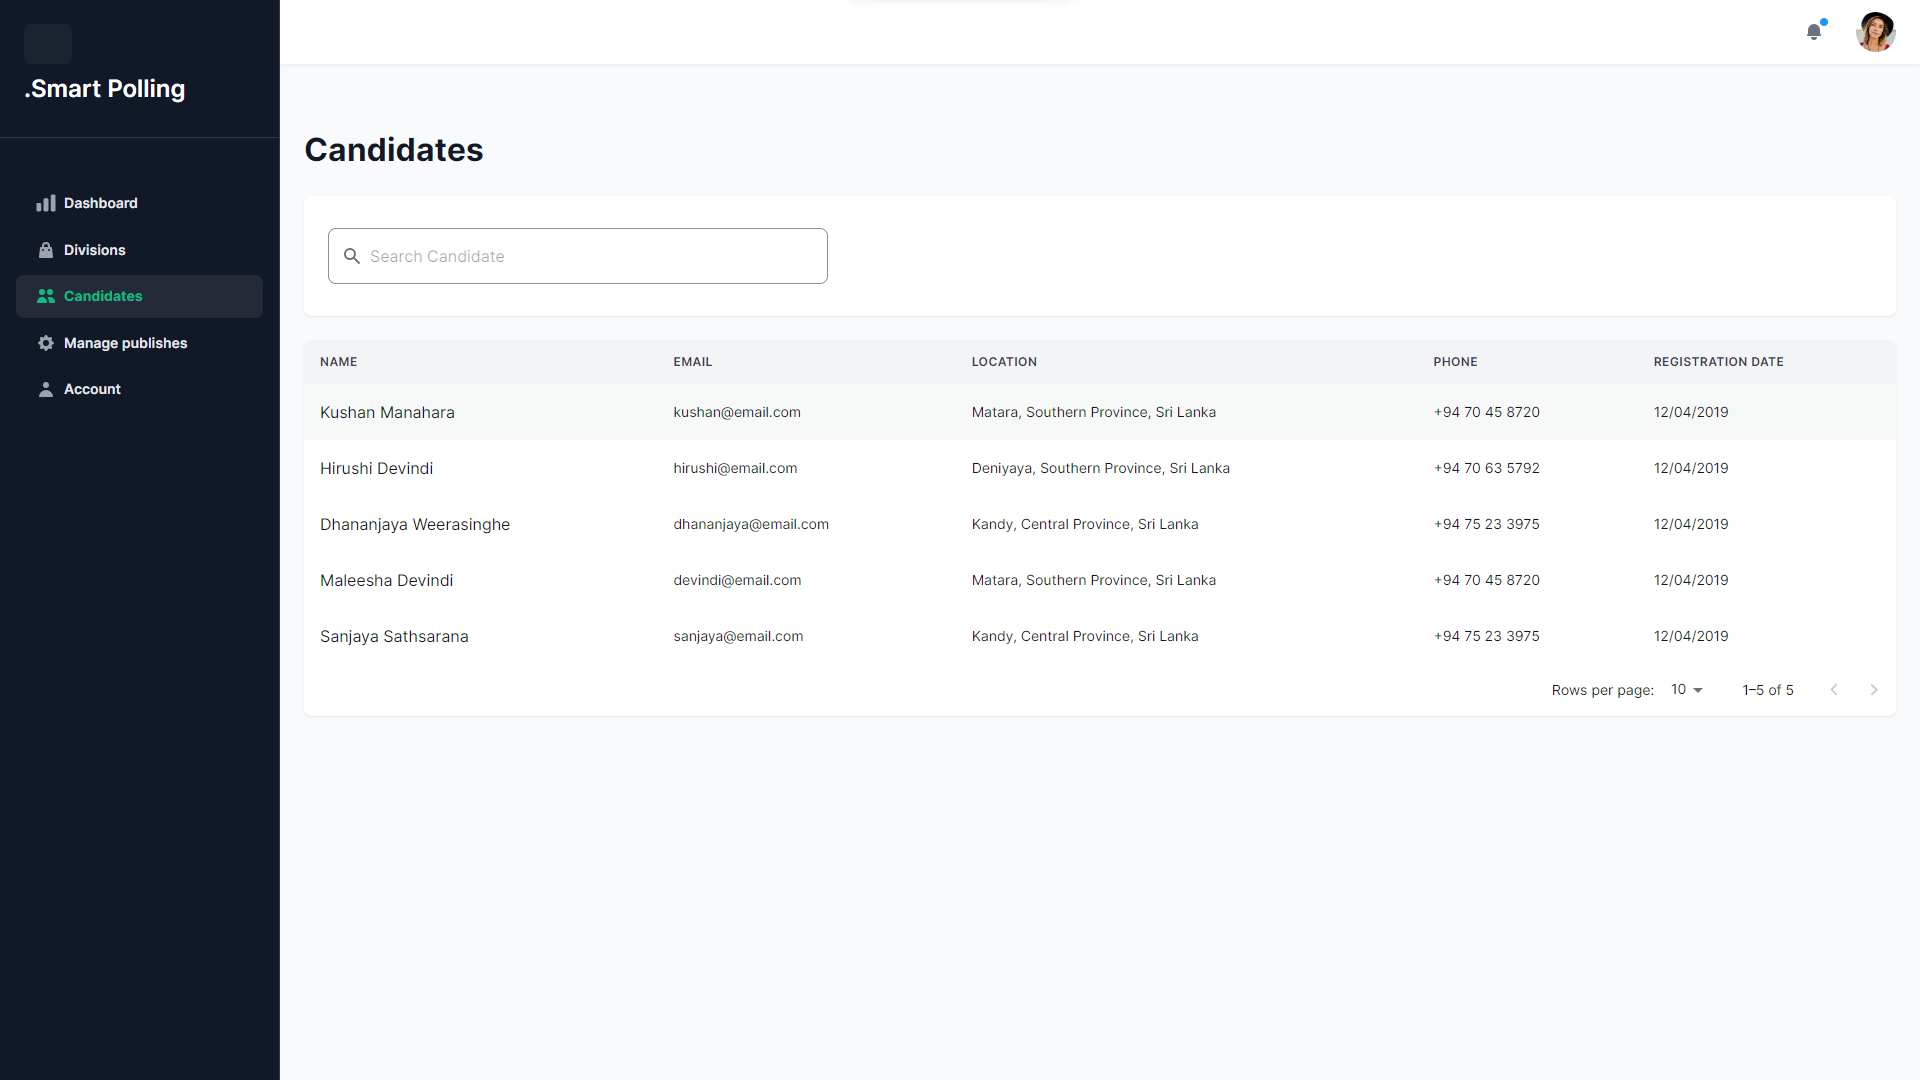 .Smart Polling
Dashboard
Divisions
Candidates
Manage publishes
Account
Candidates
Search Candidate
NAME EMAIL LOCATION PHONE REGISTRATION DATE
Kushan Manahara kushan@email.com Matara, Southern Province, Sri Lanka +94 70 45 8720 12/04/2019
Hirushi Devindi hirushi@email.com Deniyaya, Southern Province, Sri Lanka +94 70 63 5792 12/04/2019
Dhananjaya Weerasinghe dhananjaya@email.com Kandy, Central Province, Sri Lanka +94 75 23 3975 12/04/2019
Maleesha Devindi devindi@email.com Matara, Southern Province, Sri Lanka +94 70 45 8720 12/04/2019
Sanjaya Sathsarana sanjaya@email.com Kandy, Central Province, Sri Lanka +94 75 23 3975 12/04/2019
Rows per page: 10 1–5 of 5